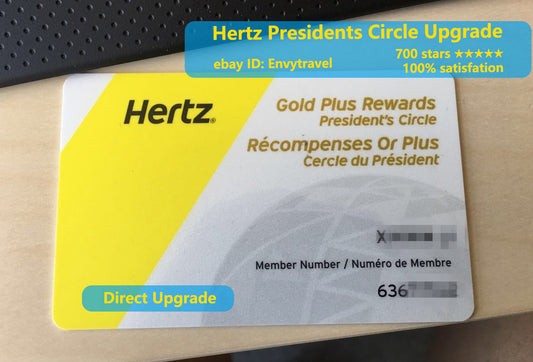 Hertz Presidents Circle Upgrade
700 stars ★★★★★
ebay ID: Envytravel
100% satisfation
Hertz®
Gold Plus Rewards
President's Circle
Récompenses Or Plus
Cercle du Président
Member Number / Numéro de Membre
Direct Upgrade